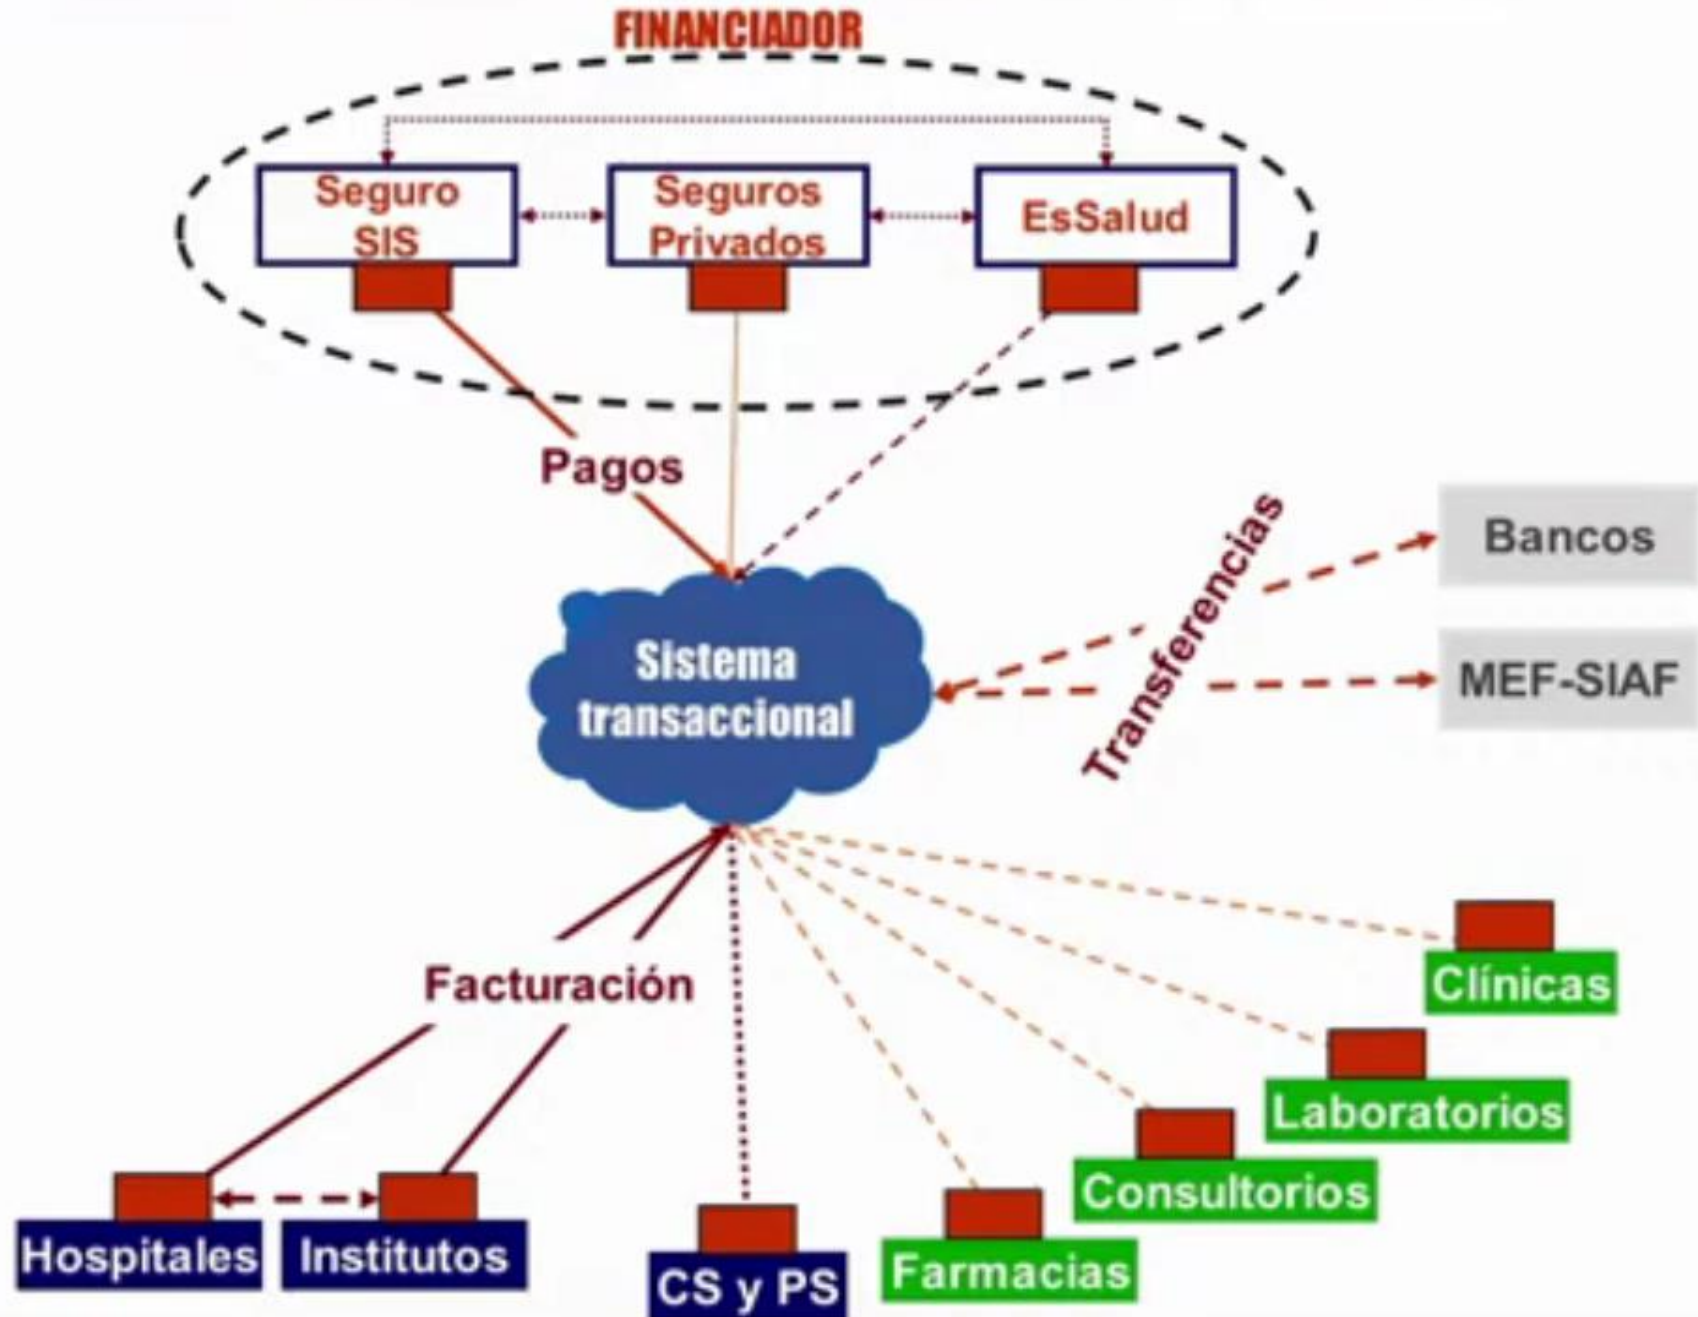 FINANCIADOR
Seguro
SIS
Seguros
Privados
EsSalud
Pagos
Transferencias
Bancos
MEF-SIAF
Sistema
transaccional
Facturación
Clínicas
Laboratorios
Consultorios
Farmacias
Hospitales
Institutos
CS y PS